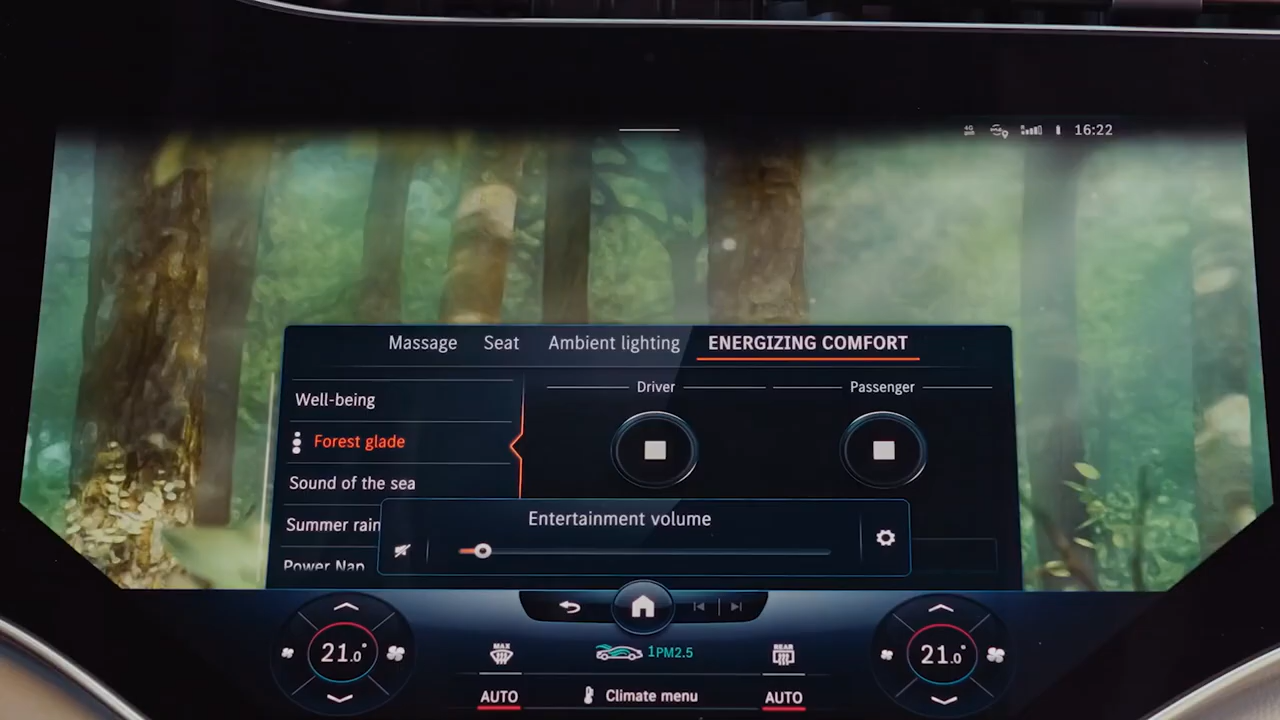 4G
16:22
Massage Seat Ambient lighting ENERGIZING COMFORT
Driver Passenger
Well-being
Forest glade
Sound of the sea
Summer rain
Power Nap
Entertainment volume
21.0° 21.0°
MAX REAR
1PM2.5
AUTO Climate menu AUTO